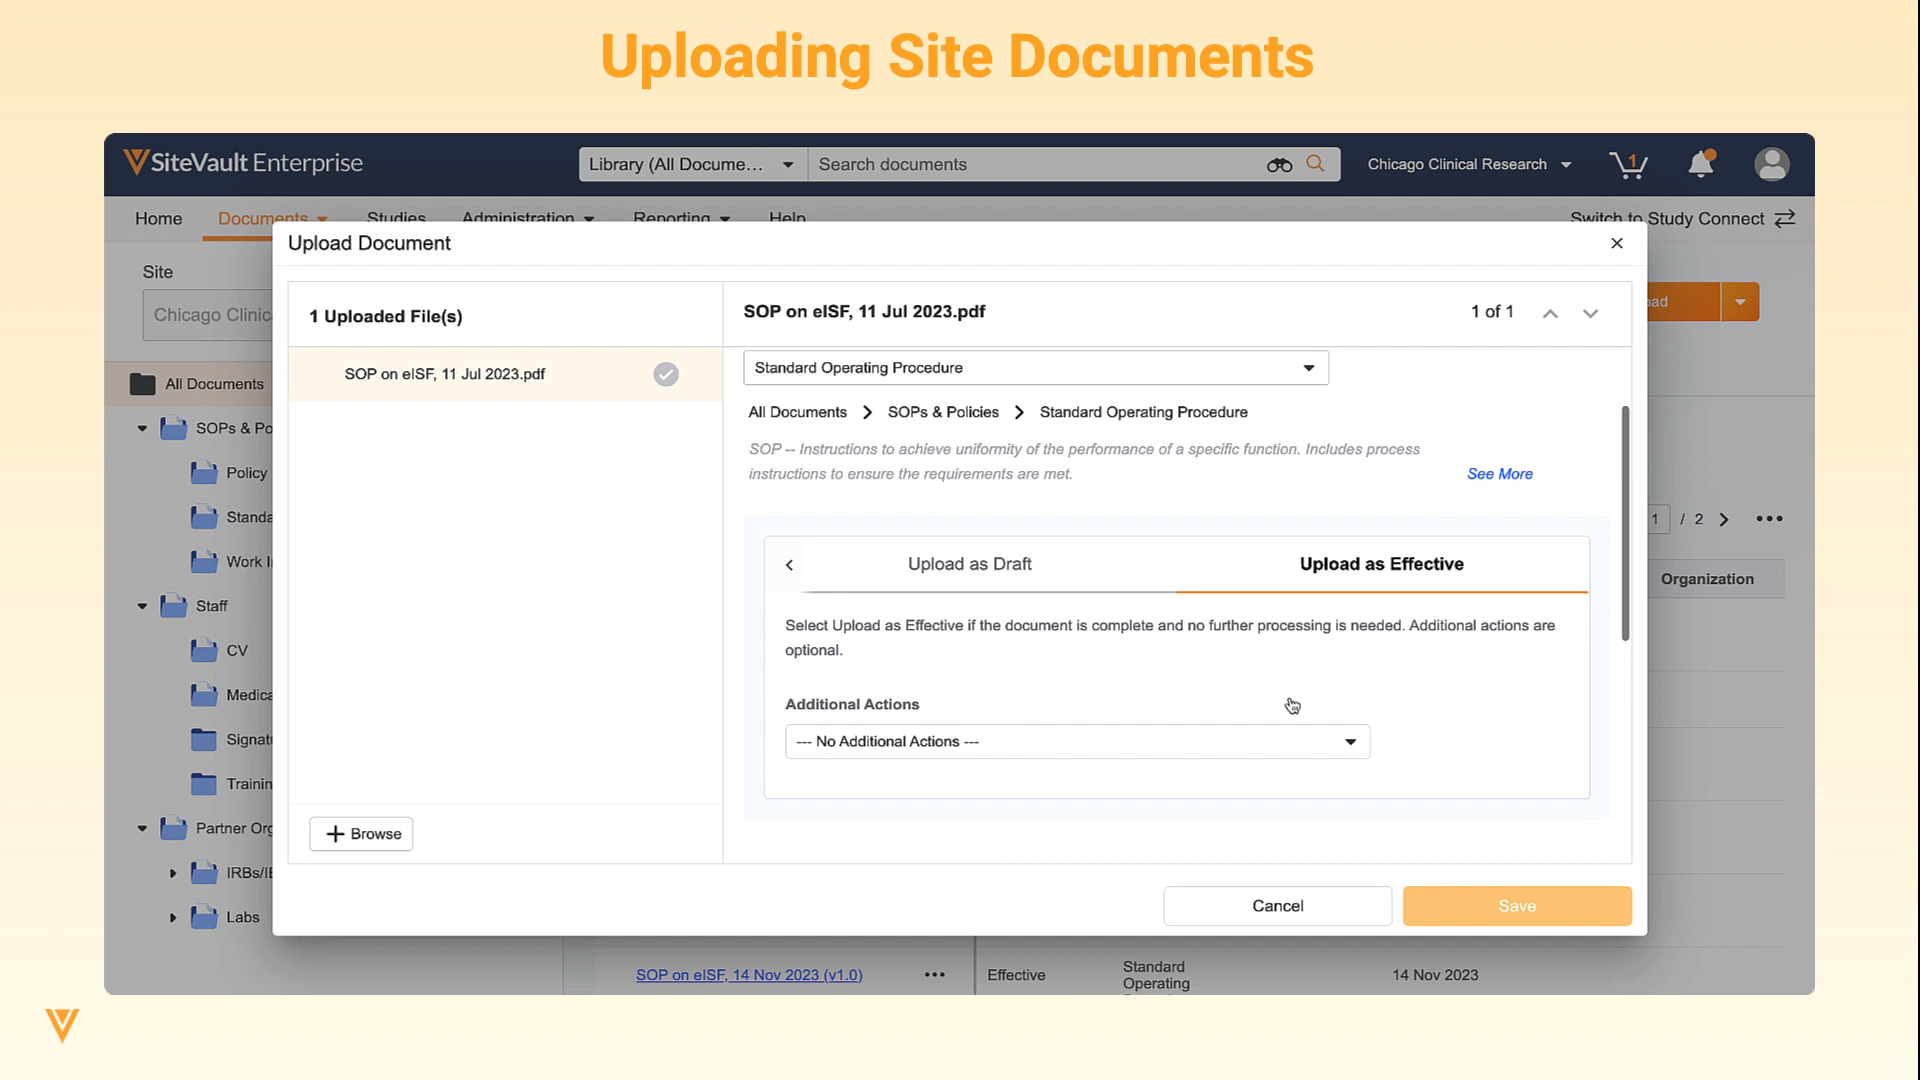 Uploading Site Documents
SiteVault Enterprise
Library (All Docume...
Search documents
Chicago Clinical Research
1
Home
Documents
Studies
Administration
Reporting
Help
Switch to Study Connect
Upload Document
Site
Chicago Clinic
1 Uploaded File(s)
SOP on eISF, 11 Jul 2023.pdf
1 of 1
oad
SOP on eISF, 11 Jul 2023.pdf
Standard Operating Procedure
All Documents
All Documents > SOPs & Policies > Standard Operating Procedure
SOPs & Po
SOP -- Instructions to achieve uniformity of the performance of a specific function. Includes process
instructions to ensure the requirements are met.
See More
Policy
Standa
1 / 2
Work I
Upload as Draft
Upload as Effective
Organization
Staff
Select Upload as Effective if the document is complete and no further processing is needed. Additional actions are
optional.
CV
Medica
Additional Actions
Signat
--- No Additional Actions ---
Trainin
Partner Org
+ Browse
IRBs/IE
Labs
Cancel
Save
SOP on eISF, 14 Nov 2023 (v1.0)
Effective
Standard
Operating
14 Nov 2023